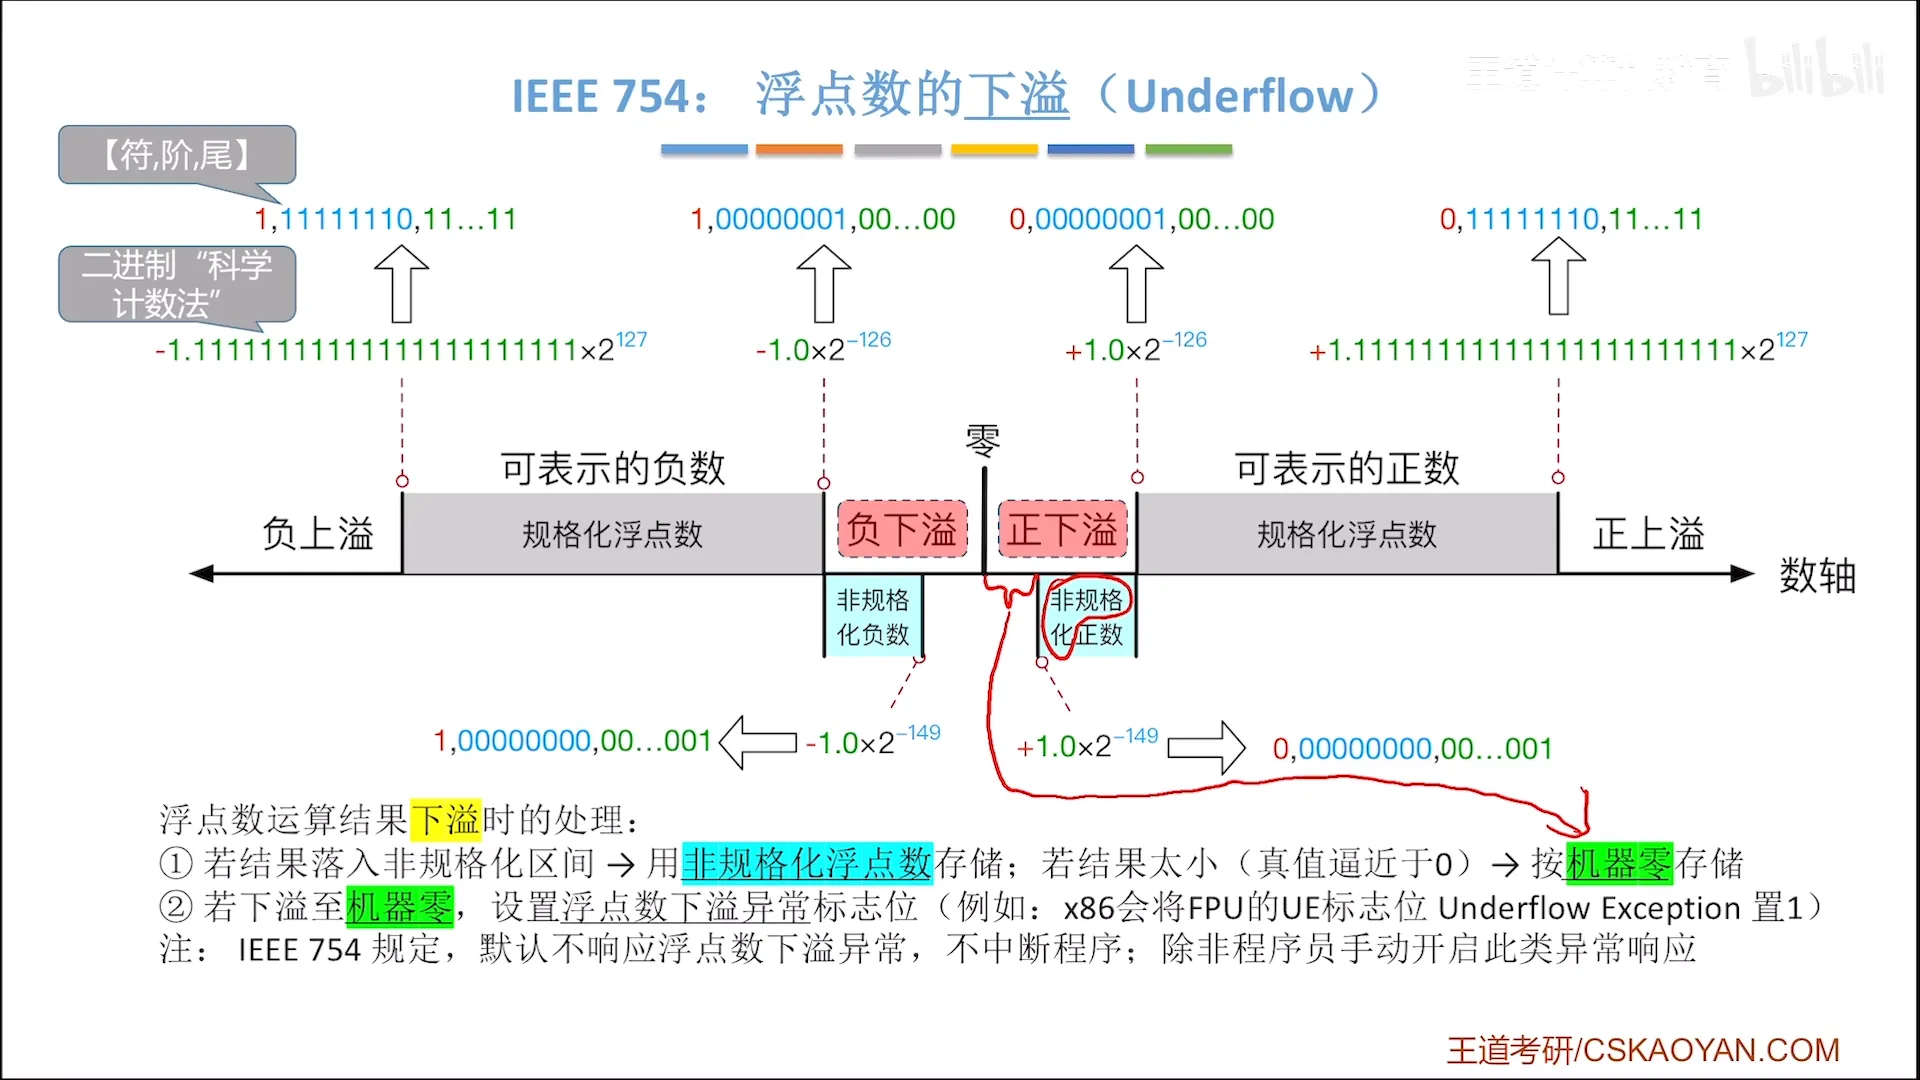 IEEE 754： 浮点数的下溢（Underflow）
bilibili
【符,阶,尾】
1,11111110,11...11
1,00000001,00...00
0,00000001,00...00
0,11111110,11...11
二进制“科学
计数法”
-1.11111111111111111111111×2^127
-1.0×2^-126
+1.0×2^-126
+1.11111111111111111111111×2^127
零
可表示的负数
可表示的正数
负上溢
规格化浮点数
负下溢
正下溢
规格化浮点数
正上溢
数轴
非规格
化负数
非规格
化正数
1,00000000,00...001
-1.0×2^-149
+1.0×2^-149
0,00000000,00...001
浮点数运算结果下溢时的处理：
① 若结果落入非规格化区间 → 用非规格化浮点数存储；若结果太小（真值逼近于0）→ 按机器零存储
② 若下溢至机器零，设置浮点数下溢异常标志位（例如：x86会将FPU的UE标志位 Underflow Exception 置1）
注： IEEE 754 规定，默认不响应浮点数下溢异常，不中断程序；除非程序员手动开启此类异常响应
王道考研/CSKAOYAN.COM